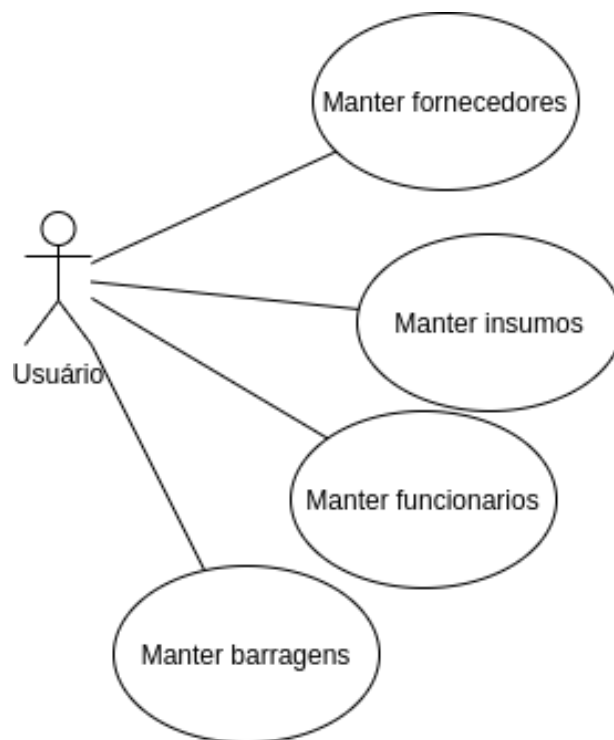 Manter fornecedores
Manter insumos
Usuário
Manter funcionarios
Manter barragens